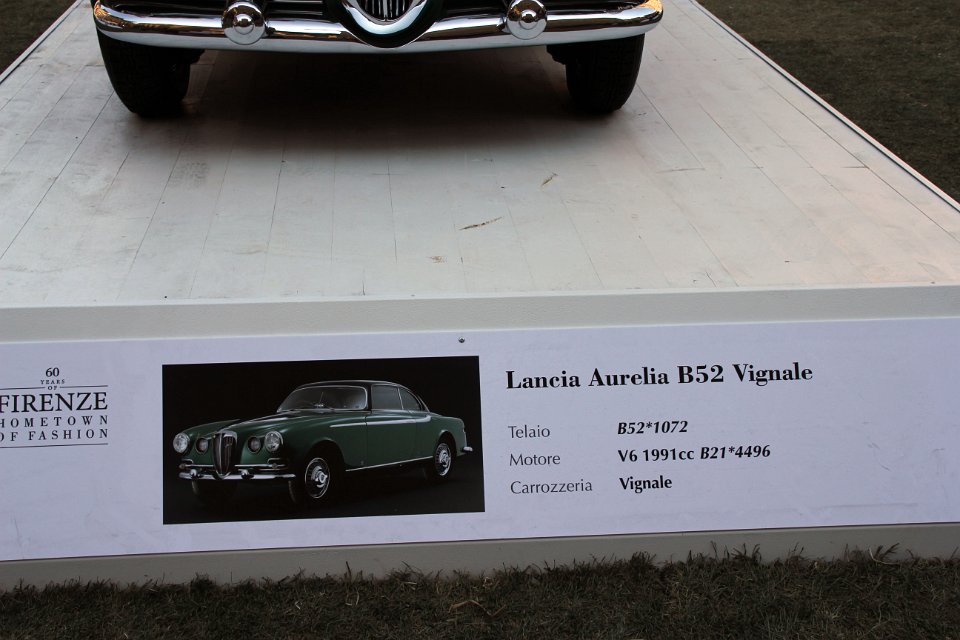 60
YEARS
OF
FIRENZE
HOMETOWN
OF FASHION
Lancia Aurelia B52 Vignale
Telaio B52*1072
Motore V6 1991cc B21*4496
Carrozzeria Vignale